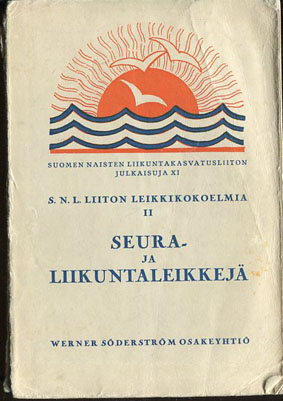 SUOMEN NAISTEN LIIKUNTAKASVATUSLIITON
JULKAISUJA XI
S. N. L. LIITON LEIKKIKOKOELMIA
II
SEURA-
JA
LIIKUNTALEIKKEJÄ
WERNER SÖDERSTRÖM OSAKEYHTIÖ